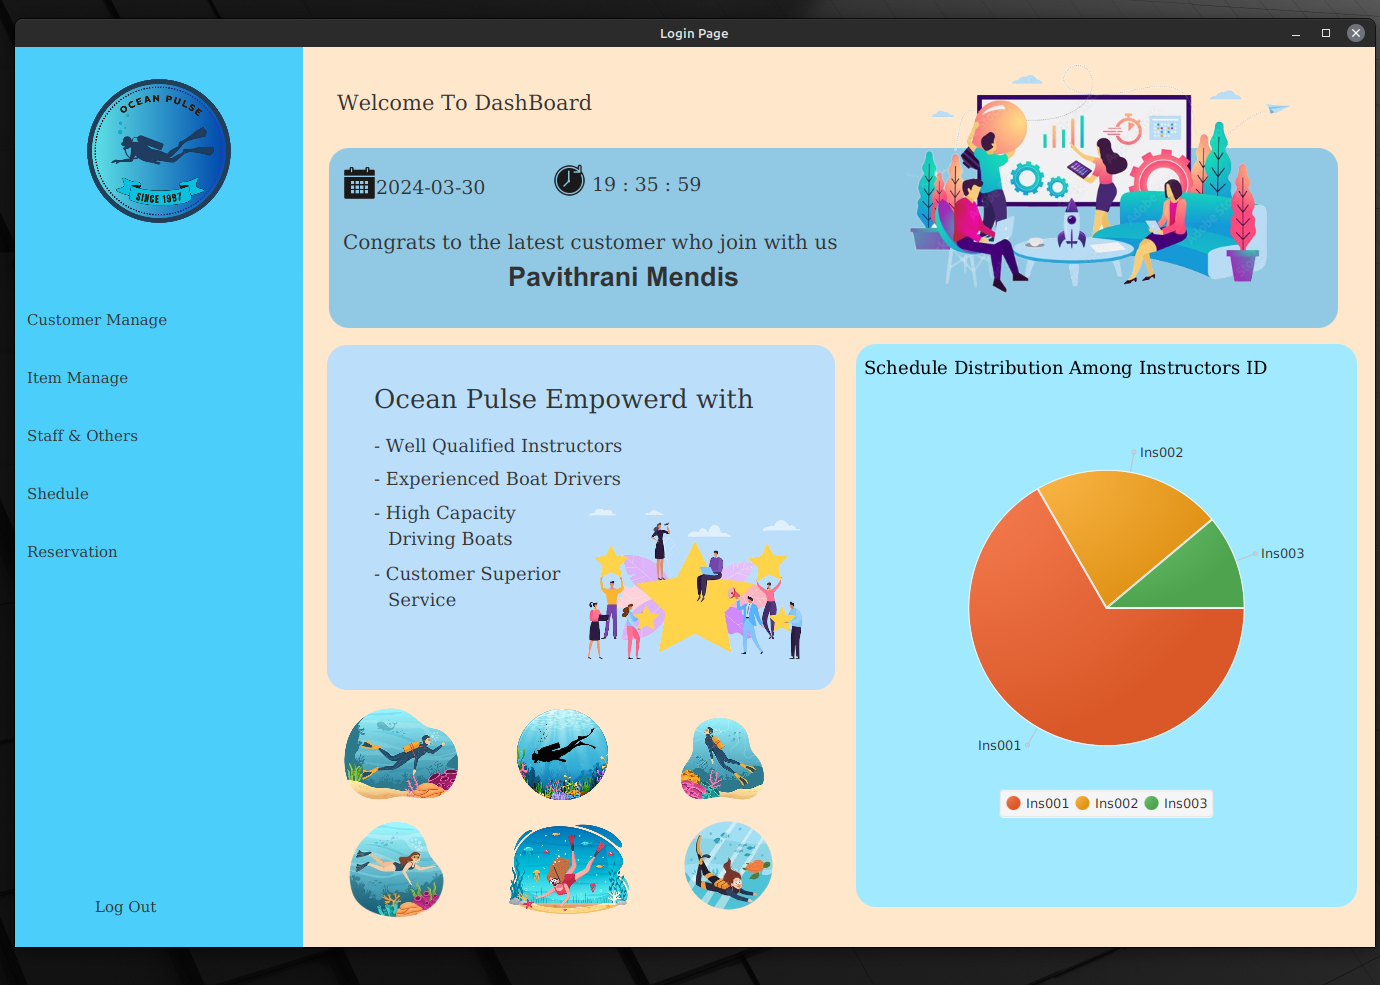 Login Page
OCEAN PULSE
SINCE 1997
Customer Manage
Item Manage
Staff & Others
Shedule
Reservation
Log Out
Welcome To DashBoard
2024-03-30
19 : 35 : 59
Congrats to the latest customer who join with us
Pavithrani Mendis
Ocean Pulse Empowerd with
- Well Qualified Instructors
- Experienced Boat Drivers
- High Capacity
Driving Boats
- Customer Superior
Service
Schedule Distribution Among Instructors ID
Ins002
Ins003
Ins001
Ins001 Ins002 Ins003